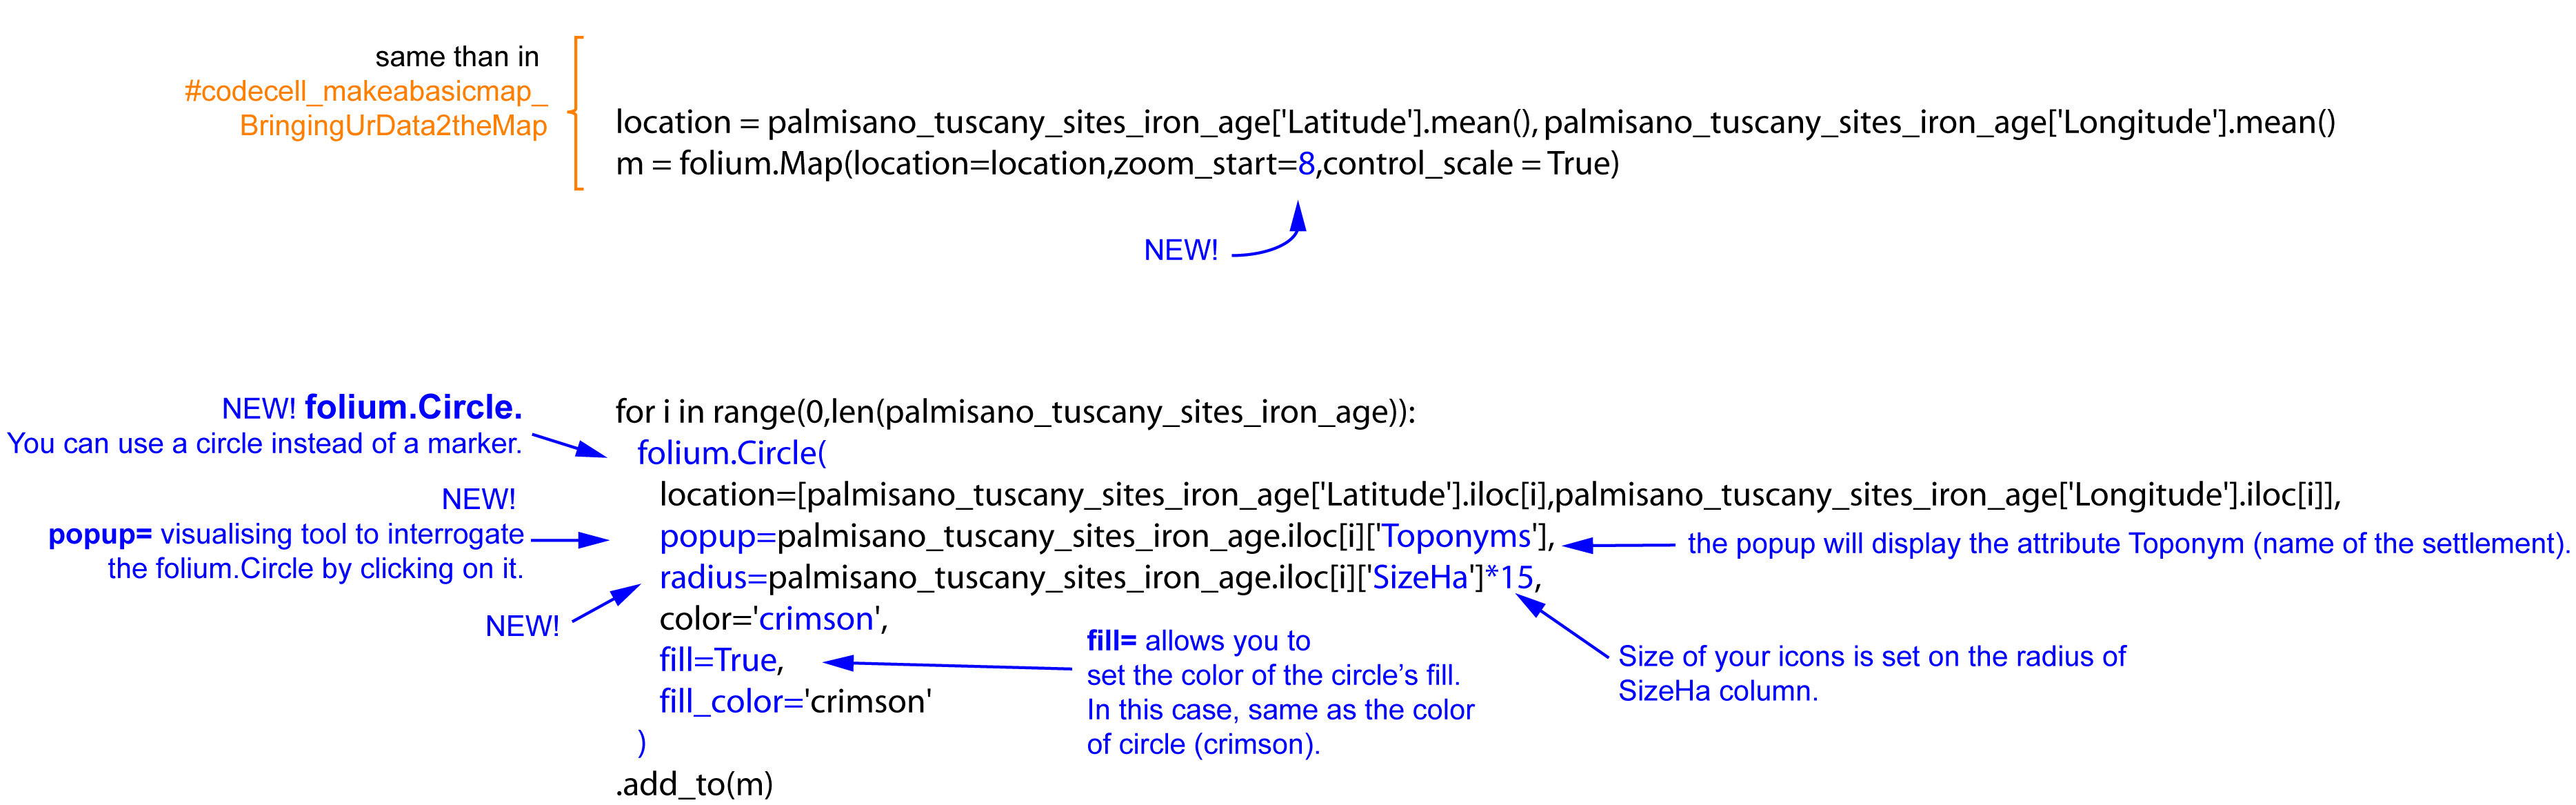 same than in
#codecell_makeabasicmap_
BringingUrData2theMap
location = palmisano_tuscany_sites_iron_age['Latitude'].mean(), palmisano_tuscany_sites_iron_age['Longitude'].mean()
m = folium.Map(location=location,zoom_start=8,control_scale = True)
NEW!
NEW! folium.Circle.
You can use a circle instead of a marker.
for i in range(0,len(palmisano_tuscany_sites_iron_age)):
folium.Circle(
location=[palmisano_tuscany_sites_iron_age['Latitude'].iloc[i],palmisano_tuscany_sites_iron_age['Longitude'].iloc[i]],
NEW!
popup= visualising tool to interrogate
the folium.Circle by clicking on it.
popup=palmisano_tuscany_sites_iron_age.iloc[i]['Toponyms'],
the popup will display the attribute Toponym (name of the settlement).
radius=palmisano_tuscany_sites_iron_age.iloc[i]['SizeHa']*15,
NEW!
color='crimson',
fill=True,
fill_color='crimson'
)
.add_to(m)
fill= allows you to
set the color of the circle’s fill.
In this case, same as the color
of circle (crimson).
Size of your icons is set on the radius of
SizeHa column.